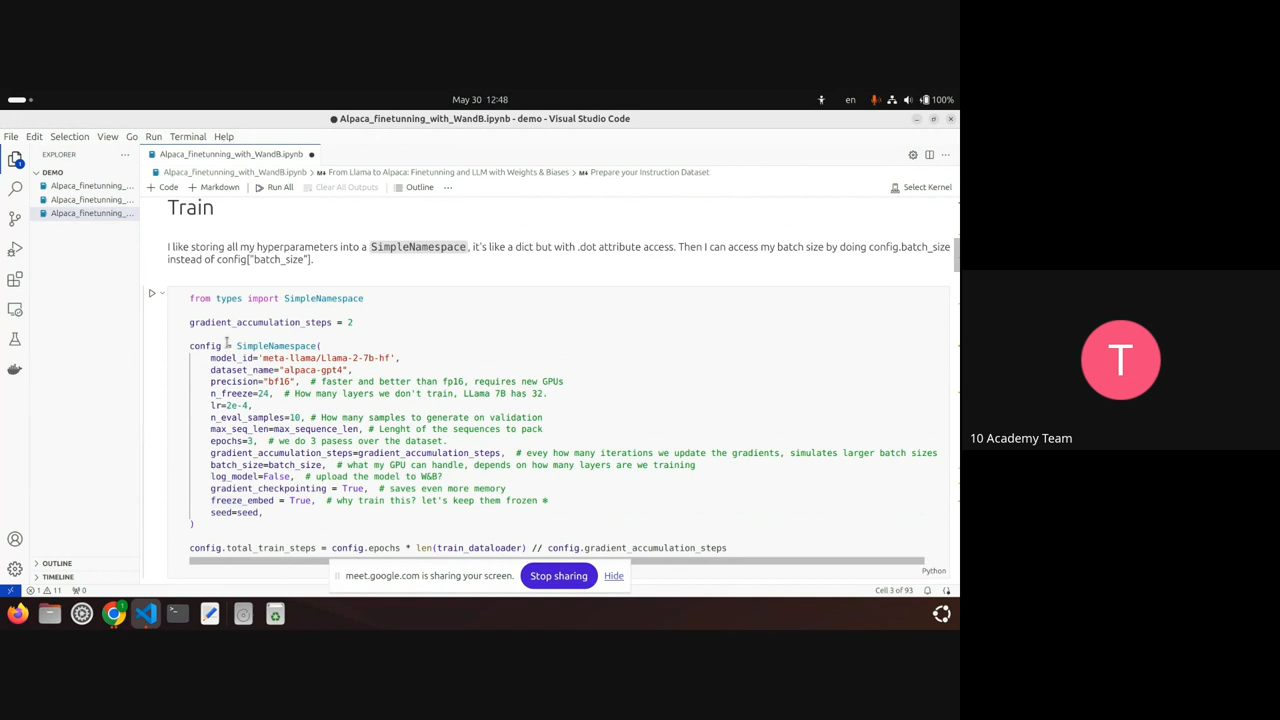 May 30 12:48
en
100%
● Alpaca_finetunning_with_WandB.ipynb - demo - Visual Studio Code
File Edit Selection View Go Run Terminal Help
EXPLORER
Alpaca_finetunning_with_WandB.ipynb
DEMO
Alpaca_finetunning_with_WandB.ipynb > From Llama to Alpaca: Finetunning and LLM with Weights & Biases > Prepare your Instruction Dataset
Alpaca_finetunning_...
Alpaca_finetunning_...
Alpaca_finetunning_...
+ Code + Markdown Run All Clear All Outputs Outline ... Select Kernel
Train
I like storing all my hyperparameters into a SimpleNamespace, it's like a dict but with .dot attribute access. Then I can access my batch size by doing config.batch_size
instead of config["batch_size"].
from types import SimpleNamespace
gradient_accumulation_steps = 2
config = SimpleNamespace(
model_id='meta-llama/Llama-2-7b-hf',
dataset_name="alpaca-gpt4",
precision="bf16", # faster and better than fp16, requires new GPUs
n_freeze=24, # How many layers we don't train, LLama 7B has 32.
lr=2e-4,
n_eval_samples=10, # How many samples to generate on validation
max_seq_len=max_sequence_len, # Lenght of the sequences to pack
epochs=3, # we do 3 pasess over the dataset.
gradient_accumulation_steps=gradient_accumulation_steps, # evey how many iterations we update the gradients, simulates larger batch sizes
batch_size=batch_size, # what my GPU can handle, depends on how many layers are we training
log_model=False, # upload the model to W&B?
gradient_checkpointing = True, # saves even more memory
freeze_embed = True, # why train this? let's keep them frozen ❄
seed=seed,
)
config.total_train_steps = config.epochs * len(train_dataloader) // config.gradient_accumulation_steps
Python
meet.google.com is sharing your screen. Stop sharing Hide
OUTLINE
TIMELINE
1 11 0
Cell 3 of 93
T
10 Academy Team